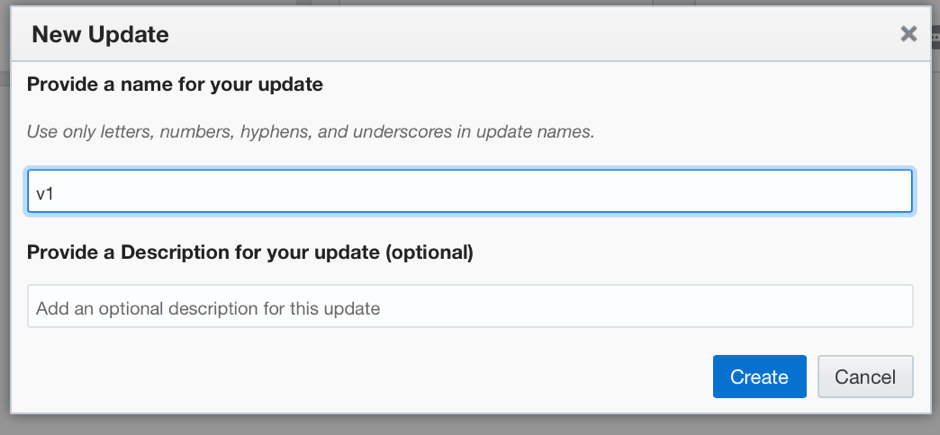 New Update
Provide a name for your update
Use only letters, numbers, hyphens, and underscores in update names.
v1
Provide a Description for your update (optional)
Add an optional description for this update
Create
Cancel